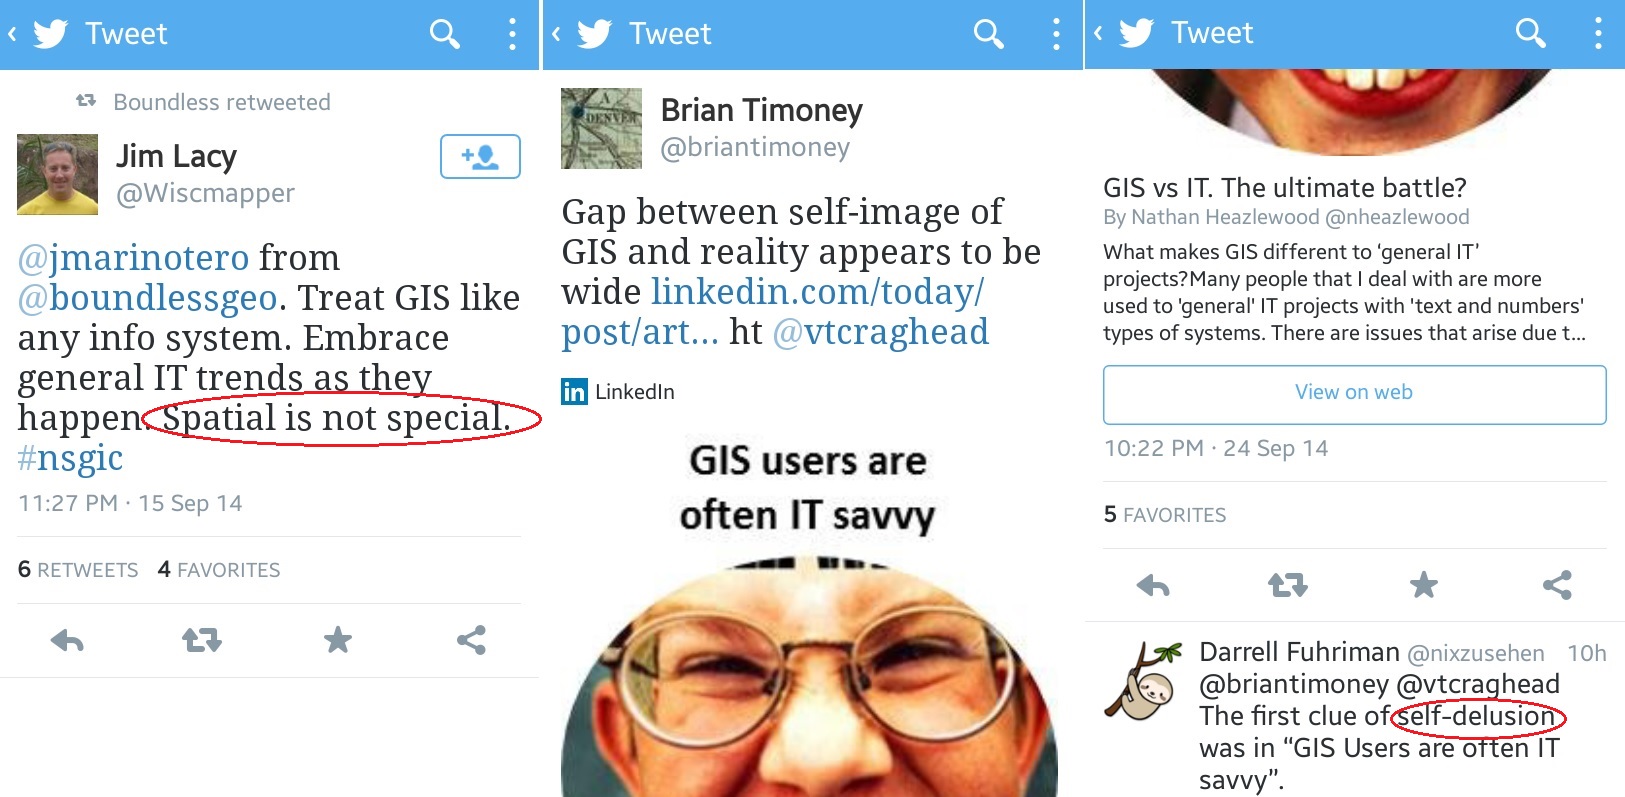 Tweet
Boundless retweeted
Jim Lacy
@Wiscmapper
@jmarinotero from
@boundlessgeo. Treat GIS like
any info system. Embrace
general IT trends as they
happen. Spatial is not special.
#nsgic
11:27 PM · 15 Sep 14
6 RETWEETS 4 FAVORITES
Tweet
Brian Timoney
@briantimoney
DENVER
Gap between self-image of
GIS and reality appears to be
wide linkedin.com/today/
post/art... ht @vtcraghead
in LinkedIn
GIS users are
often IT savvy
Tweet
GIS vs IT. The ultimate battle?
By Nathan Heazlewood @nheazlewood
What makes GIS different to ‘general IT’
projects?Many people that I deal with are more
used to 'general' IT projects with 'text and numbers'
types of systems. There are issues that arise due t...
View on web
10:22 PM · 24 Sep 14
5 FAVORITES
Darrell Fuhriman @nixzusehen 10h
@briantimoney @vtcraghead
The first clue of self-delusion
was in “GIS Users are often IT
savvy”.